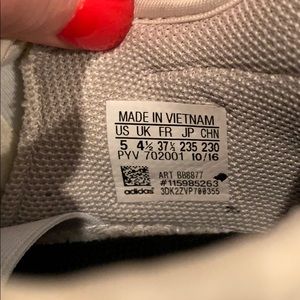 MADE IN VIETNAM
US UK FR JP CHN
5 4½ 37⅓ 235 230
PYV 702001 10/16
ART BB8877
#115985263
adidas 3DK2ZVP700355